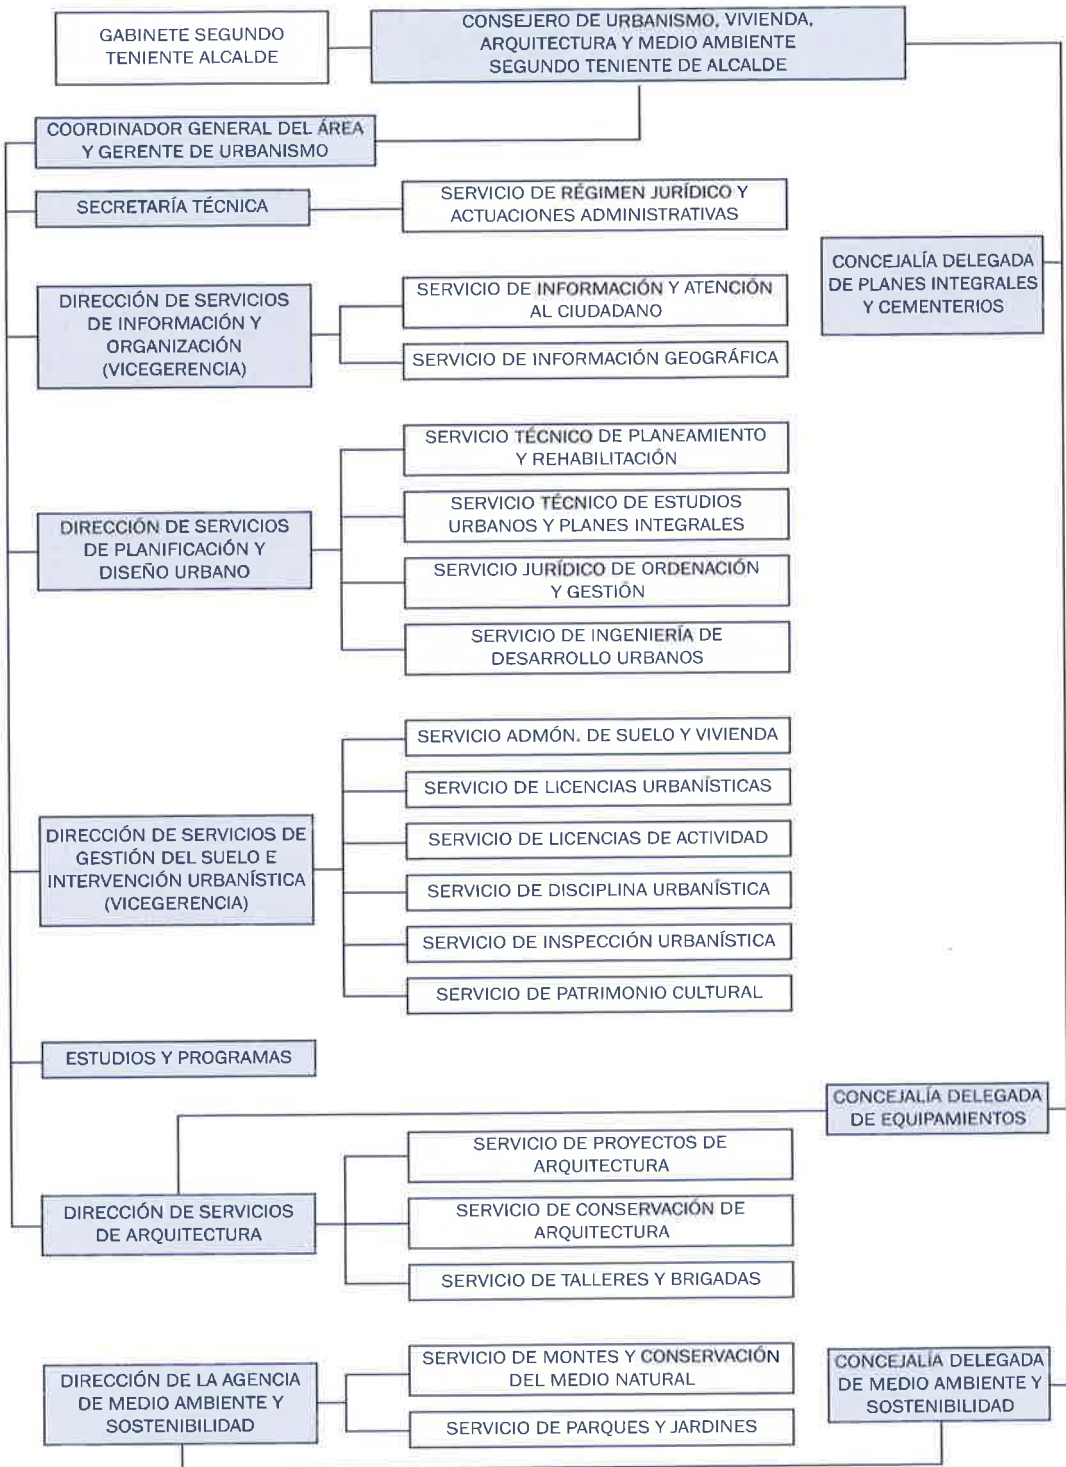 GABINETE SEGUNDO
TENIENTE ALCALDE
CONSEJERO DE URBANISMO, VIVIENDA,
ARQUITECTURA Y MEDIO AMBIENTE
SEGUNDO TENIENTE DE ALCALDE
COORDINADOR GENERAL DEL ÁREA
Y GERENTE DE URBANISMO
SECRETARÍA TÉCNICA
SERVICIO DE RÉGIMEN JURÍDICO Y
ACTUACIONES ADMINISTRATIVAS
CONCEJALÍA DELEGADA
DE PLANES INTEGRALES
Y CEMENTERIOS
DIRECCIÓN DE SERVICIOS
DE INFORMACIÓN Y
ORGANIZACIÓN
(VICEGERENCIA)
SERVICIO DE INFORMACIÓN Y ATENCIÓN
AL CIUDADANO
SERVICIO DE INFORMACIÓN GEOGRÁFICA
DIRECCIÓN DE SERVICIOS
DE PLANIFICACIÓN Y
DISEÑO URBANO
SERVICIO TÉCNICO DE PLANEAMIENTO
Y REHABILITACIÓN
SERVICIO TÉCNICO DE ESTUDIOS
URBANOS Y PLANES INTEGRALES
SERVICIO JURÍDICO DE ORDENACIÓN
Y GESTIÓN
SERVICIO DE INGENIERÍA DE
DESARROLLO URBANOS
DIRECCIÓN DE SERVICIOS DE
GESTIÓN DEL SUELO E
INTERVENCIÓN URBANÍSTICA
(VICEGERENCIA)
SERVICIO ADMÓN. DE SUELO Y VIVIENDA
SERVICIO DE LICENCIAS URBANÍSTICAS
SERVICIO DE LICENCIAS DE ACTIVIDAD
SERVICIO DE DISCIPLINA URBANÍSTICA
SERVICIO DE INSPECCIÓN URBANÍSTICA
SERVICIO DE PATRIMONIO CULTURAL
ESTUDIOS Y PROGRAMAS
CONCEJALÍA DELEGADA
DE EQUIPAMIENTOS
DIRECCIÓN DE SERVICIOS
DE ARQUITECTURA
SERVICIO DE PROYECTOS DE
ARQUITECTURA
SERVICIO DE CONSERVACIÓN DE
ARQUITECTURA
SERVICIO DE TALLERES Y BRIGADAS
DIRECCIÓN DE LA AGENCIA
DE MEDIO AMBIENTE Y
SOSTENIBILIDAD
SERVICIO DE MONTES Y CONSERVACIÓN
DEL MEDIO NATURAL
SERVICIO DE PARQUES Y JARDINES
CONCEJALÍA DELEGADA
DE MEDIO AMBIENTE Y
SOSTENIBILIDAD